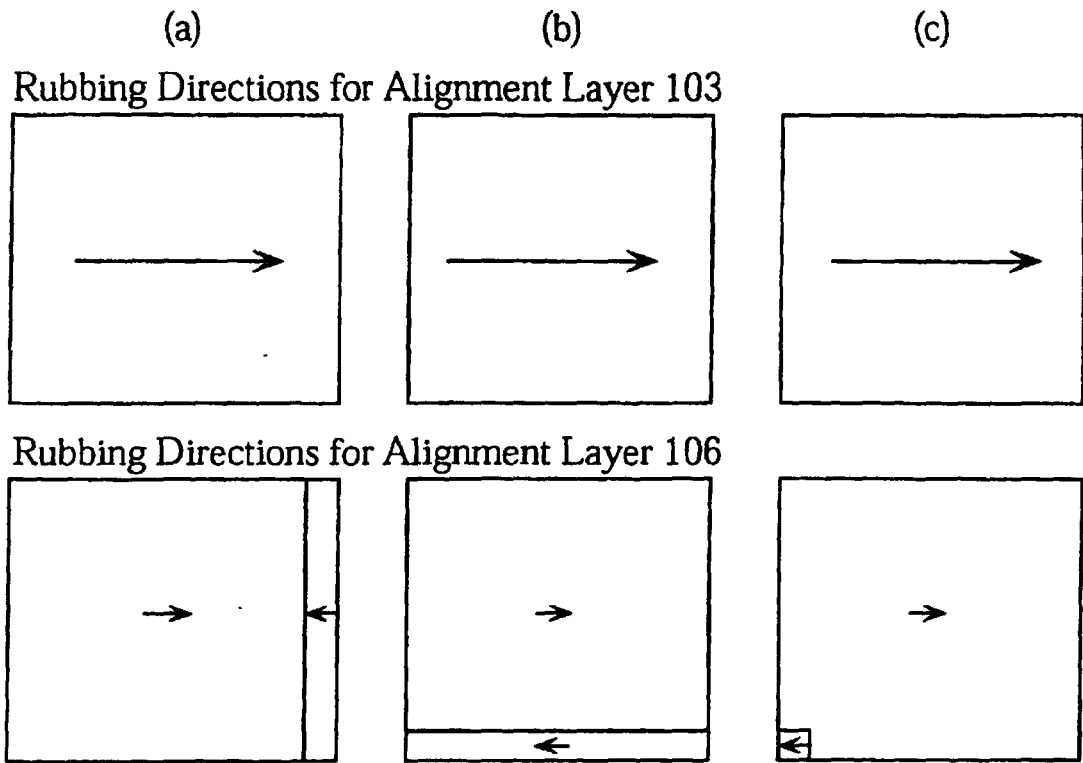 (a) (b) (c)
Rubbing Directions for Alignment Layer 103
Rubbing Directions for Alignment Layer 106